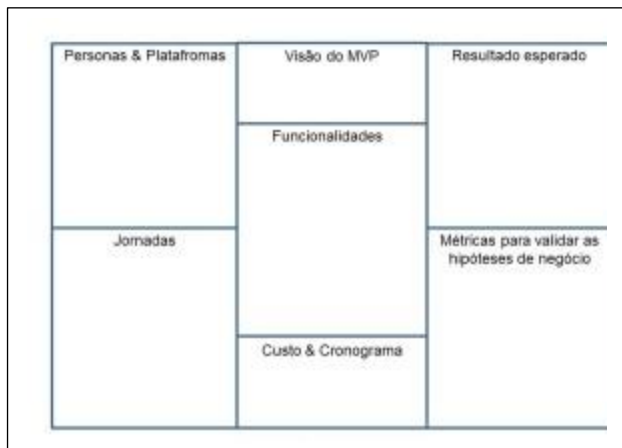 Personas & Platafromas
Visão do MVP
Resultado esperado
Funcionalidades
Jornadas
Métricas para validar as
hipóteses de negócio
Custo & Cronograma